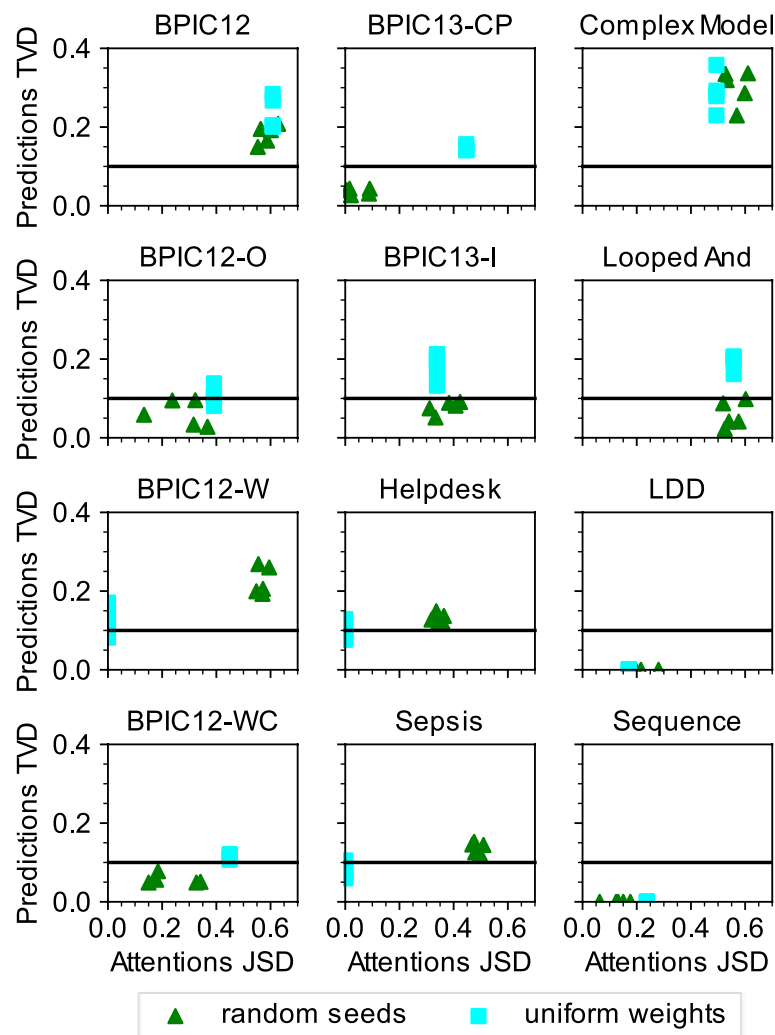 BPIC12 BPIC13-CP Complex Model
Predictions TVD
0.4
0.2
0.0
BPIC12-O BPIC13-I Looped And
Predictions TVD
0.4
0.2
0.0
BPIC12-W Helpdesk LDD
Predictions TVD
0.4
0.2
0.0
BPIC12-WC Sepsis Sequence
Predictions TVD
0.4
0.2
0.0
0.0 0.2 0.4 0.6 0.0 0.2 0.4 0.6 0.0 0.2 0.4 0.6
Attentions JSD Attentions JSD Attentions JSD
random seeds uniform weights